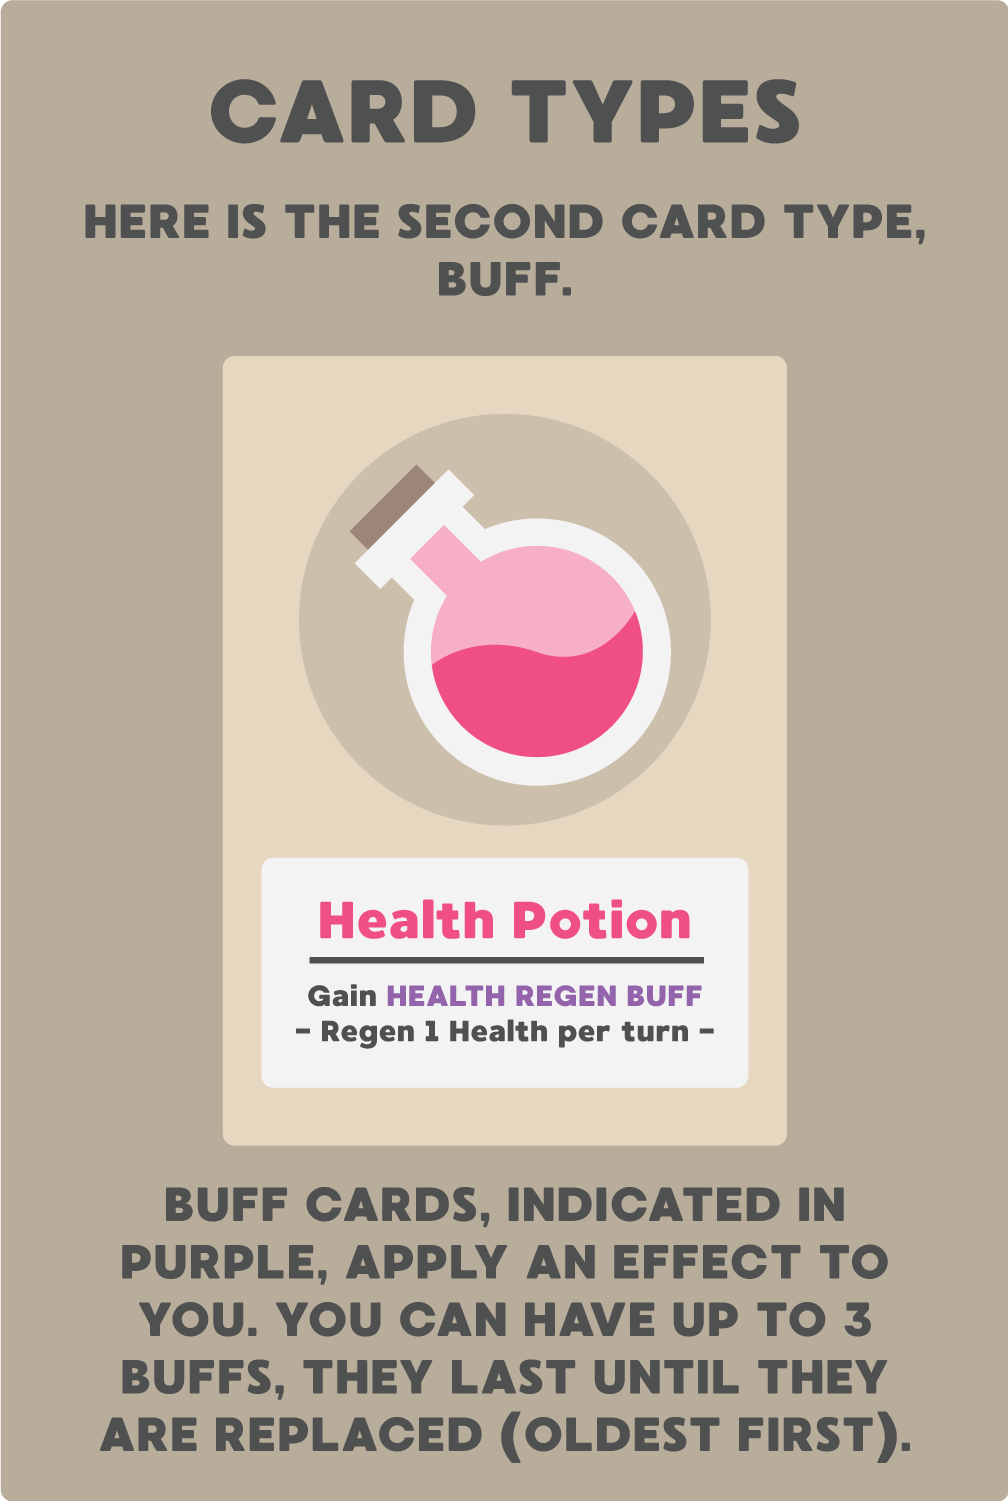 CARD TYPES
HERE IS THE SECOND CARD TYPE,
BUFF.
Health Potion
Gain HEALTH REGEN BUFF
- Regen 1 Health per turn -
BUFF CARDS, INDICATED IN
PURPLE, APPLY AN EFFECT TO
YOU. YOU CAN HAVE UP TO 3
BUFFS, THEY LAST UNTIL THEY
ARE REPLACED (OLDEST FIRST).